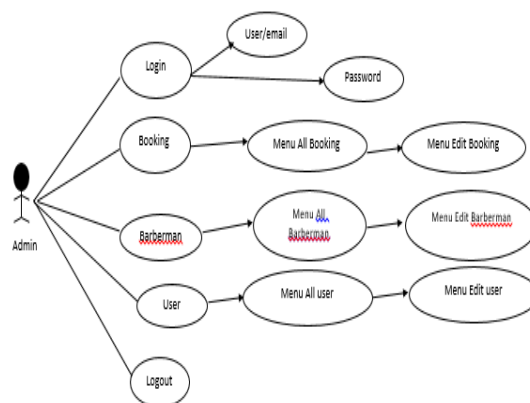 User/email
Login
Password
Booking
Menu All Booking
Menu Edit Booking
Admin
Barberman
Menu All
Barberman
Menu Edit Barberman
User
Menu All user
Menu Edit user
Logout